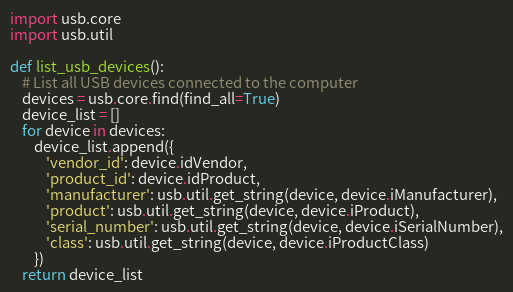 import usb.core
import usb.util
def list_usb_devices():
# List all USB devices connected to the computer
devices = usb.core.find(find_all=True)
device_list = []
for device in devices:
device_list.append({
'vendor_id': device.idVendor,
'product_id': device.idProduct,
'manufacturer': usb.util.get_string(device, device.iManufacturer),
'product': usb.util.get_string(device, device.iProduct),
'serial_number': usb.util.get_string(device, device.iSerialNumber),
'class': usb.util.get_string(device, device.iProductClass)
})
return device_list